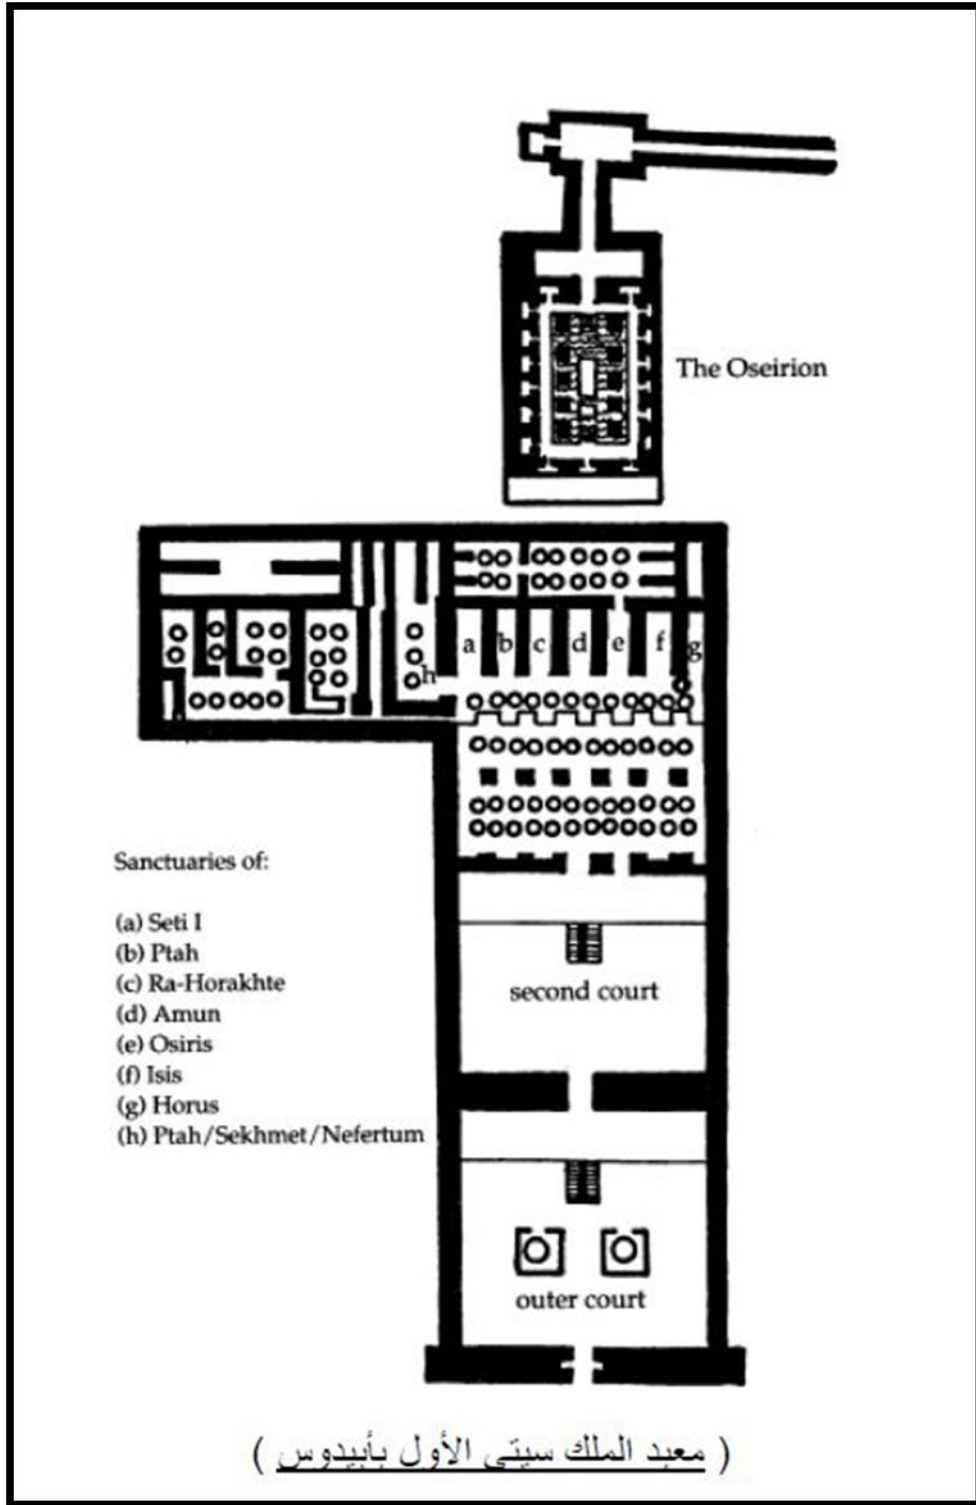 The Oseirion
a b c d e f g
h
Sanctuaries of:
(a) Seti I
(b) Ptah
(c) Ra-Horakhte
(d) Amun
(e) Osiris
(f) Isis
(g) Horus
(h) Ptah/Sekhmet/Nefertum
second court
outer court
( معبد الملك سيتى الأول بأبيدوس )